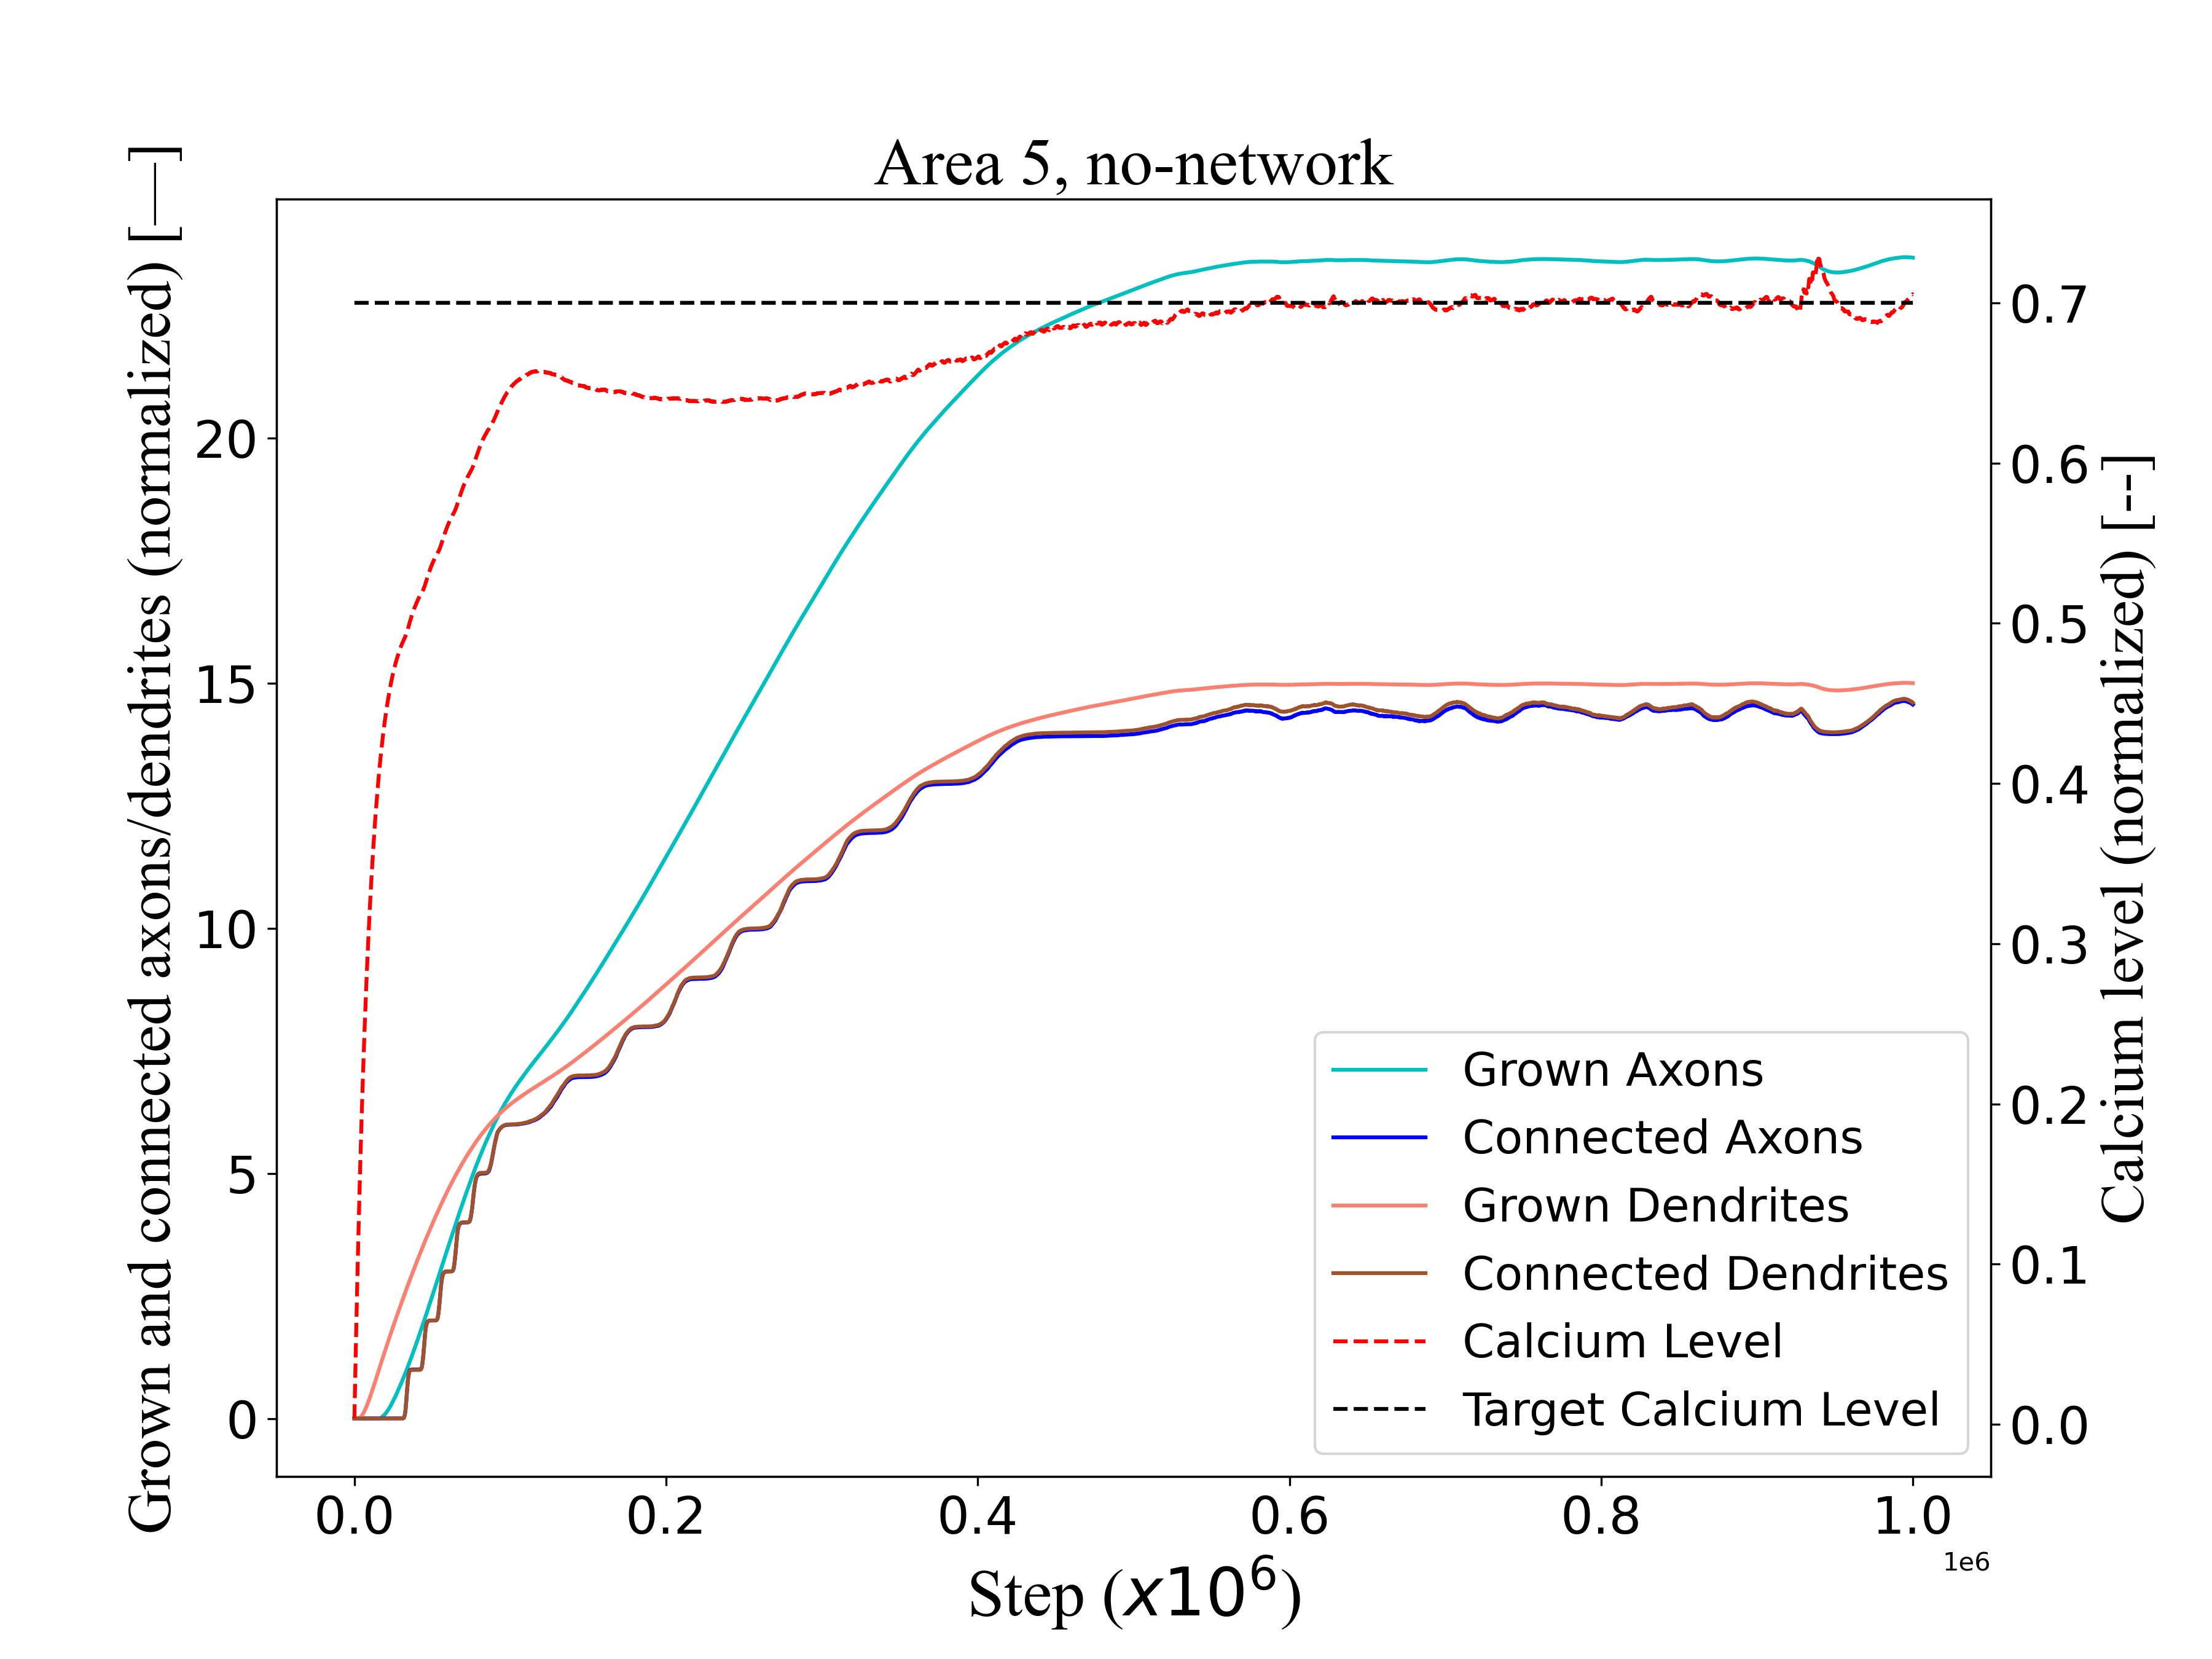 Area 5, no-network
Grown and connected axons/dendrites (normalized) [—]
20
15
10
5
0
0.7
0.6
0.5
0.4
0.3
0.2
0.1
0.0
Calcium level (normalized) [--]
Grown Axons
Connected Axons
Grown Dendrites
Connected Dendrites
Calcium Level
Target Calcium Level
0.0 0.2 0.4 0.6 0.8 1.0
1e6
Step (x10⁶)